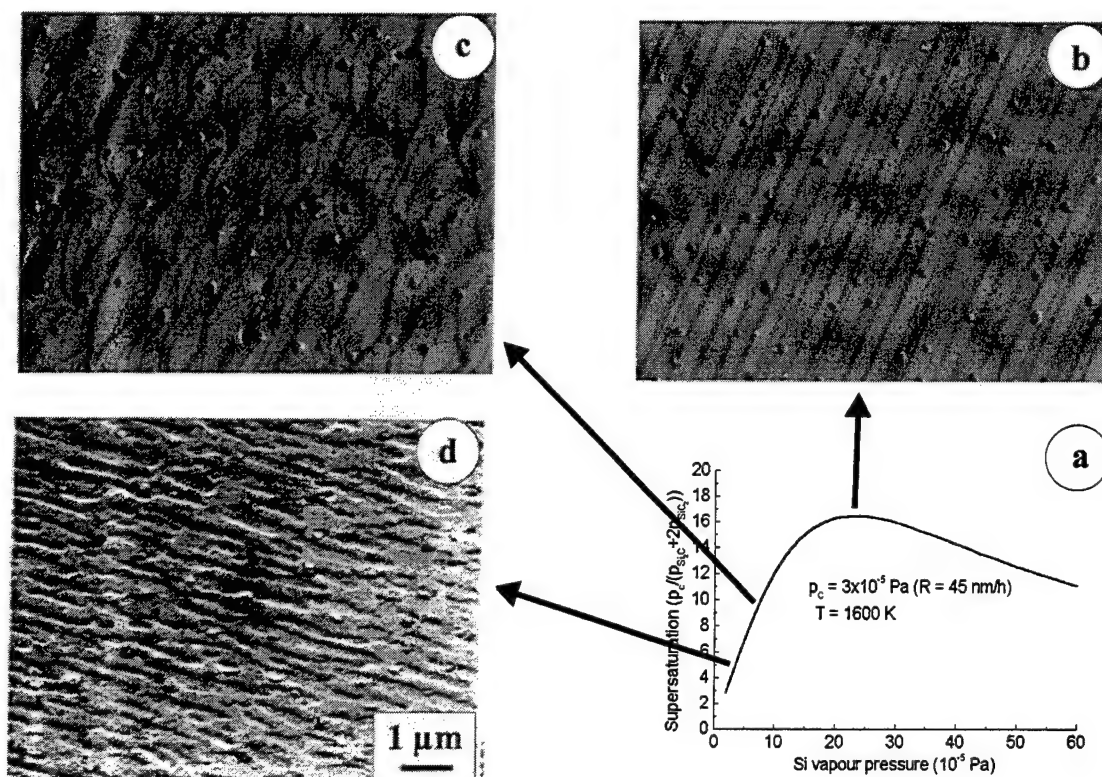 c
b
d
1 µm
a
Supersaturation (p_c/(p_Si₂C+2p_SiC₂))
20
18
16
14
12
10
8
6
4
2
0
p_C = 3x10⁻⁵ Pa (R = 45 nm/h)
T = 1600 K
0 10 20 30 40 50 60
Si vapour pressure (10⁻⁵ Pa)